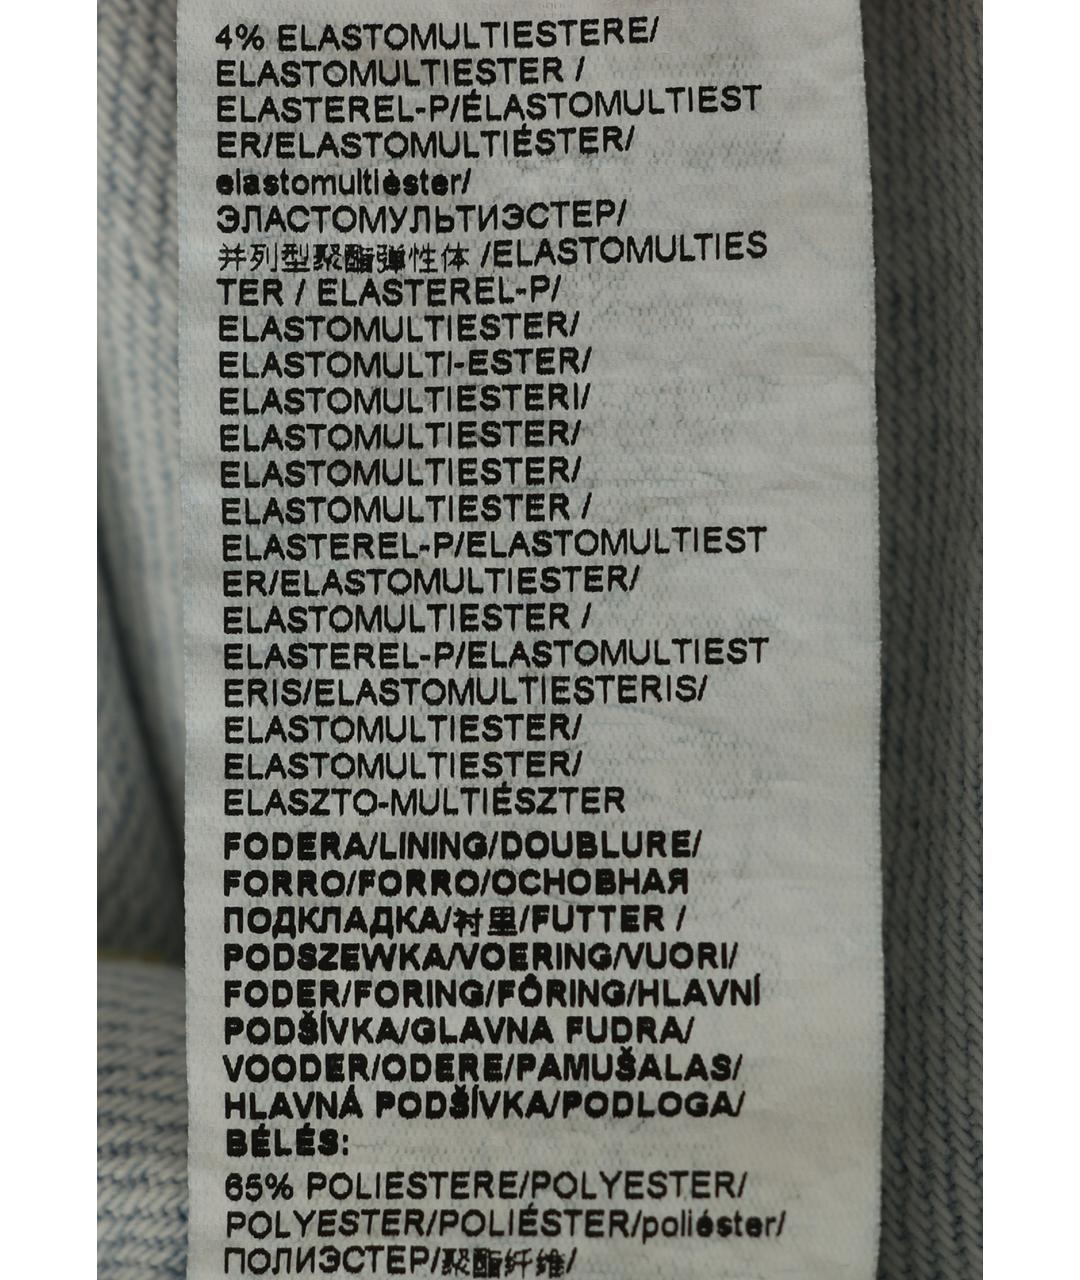 4% ELASTOMULTIESTERE/
ELASTOMULTIESTER /
ELASTEREL-P/ÉLASTOMULTIEST
ER/ELASTOMULTIÉSTER/
elastomultiéster/
ЭЛАСТОМУЛЬТИЭСТЕР/
并列型聚酯弹性体 /ELASTOMULTIES
TER / ELASTEREL-P/
ELASTOMULTIESTER/
ELASTOMULTI-ESTER/
ELASTOMULTIESTERI/
ELASTOMULTIESTER/
ELASTOMULTIESTER/
ELASTOMULTIESTER /
ELASTEREL-P/ELASTOMULTIEST
ER/ELASTOMULTIESTER/
ELASTOMULTIESTER /
ELASTEREL-P/ELASTOMULTIEST
ERIS/ELASTOMULTIESTERIS/
ELASTOMULTIESTER/
ELASTOMULTIESTER/
ELASZTO-MULTIÉSZTER
FODERA/LINING/DOUBLURE/
FORRO/FORRO/ОСНОВНАЯ
ПОДКЛАДКА/衬里/FUTTER /
PODSZEWKA/VOERING/VUORI/
FODER/FORING/FÔRING/HLAVNÍ
PODŠÍVKA/GLAVNA FUDRA/
VOODER/ODERE/PAMUŠALAS/
HLAVNÁ PODŠÍVKA/PODLOGA/
BÉLÉS:
65% POLIESTERE/POLYESTER/
POLYESTER/POLIÉSTER/poliéster/
ПОЛИЭСТЕР/聚酯纤维/